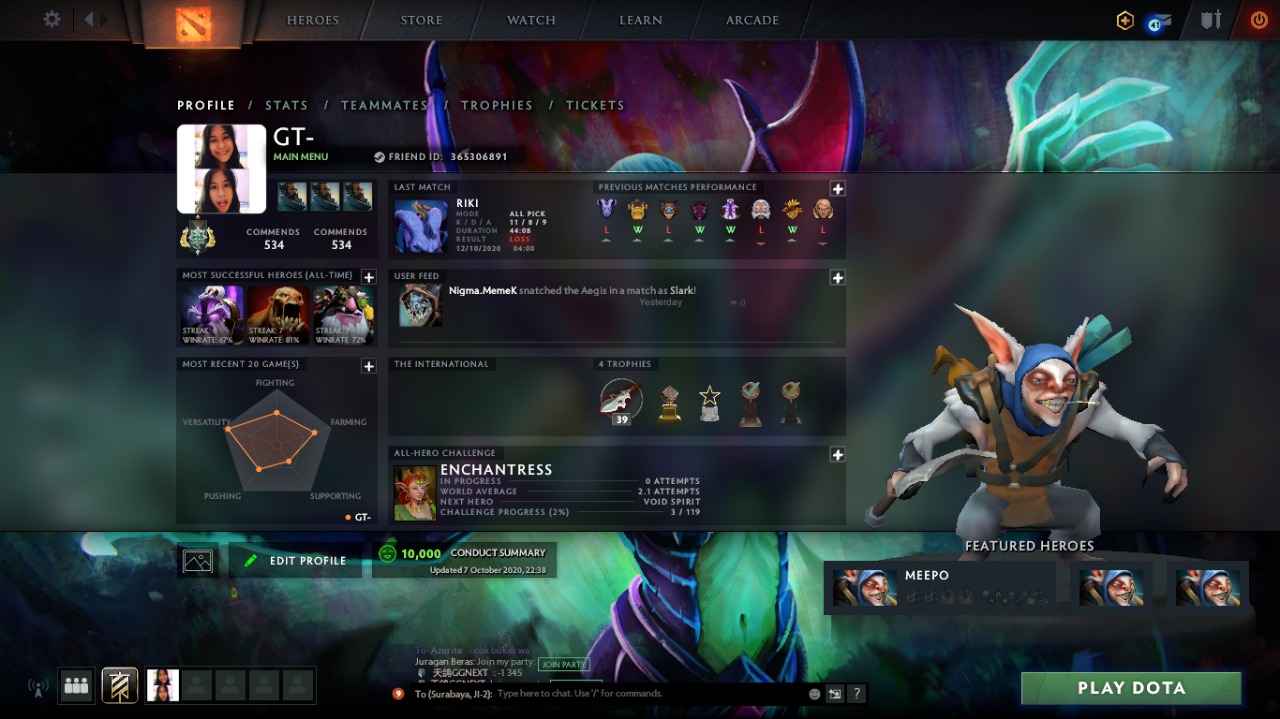 HEROES STORE WATCH LEARN ARCADE
41
PROFILE / STATS / TEAMMATES / TROPHIES / TICKETS
GT-
MAIN MENU FRIEND ID: 365306891
COMMENDS 534 COMMENDS 534
LAST MATCH
RIKI
MODE ALL PICK
K / D / A 11 / 8 / 9
DURATION 44:08
RESULT LOSS
12/10/2020 04:00
PREVIOUS MATCHES PERFORMANCE
L W L W W L W L
MOST SUCCESSFUL HEROES (ALL-TIME)
STREAK: 6 STREAK: 7 STREAK: 7
WINRATE: 67% WINRATE: 81% WINRATE: 72%
USER FEED
Nigma.MemeK snatched the Aegis in a match as Slark!
Yesterday 0
MOST RECENT 20 GAME(S)
FIGHTING
VERSATILITY FARMING
PUSHING SUPPORTING
GT-
THE INTERNATIONAL
4 TROPHIES
39
ALL-HERO CHALLENGE
ENCHANTRESS
IN PROGRESS 0 ATTEMPTS
WORLD AVERAGE 2.1 ATTEMPTS
NEXT HERO VOID SPIRIT
CHALLENGE PROGRESS (2%) 3 / 119
EDIT PROFILE
10,000 CONDUCT SUMMARY
Updated 7 October 2020, 22:38
FEATURED HEROES
MEEPO
To Azurite : cok bukak wa
Juragan Beras: Join my party: JOIN PARTY
天鸽GGNEXT : -1 345
9 To (Surabaya, JI-2): Type here to chat. Use '/' for commands.
?
PLAY DOTA